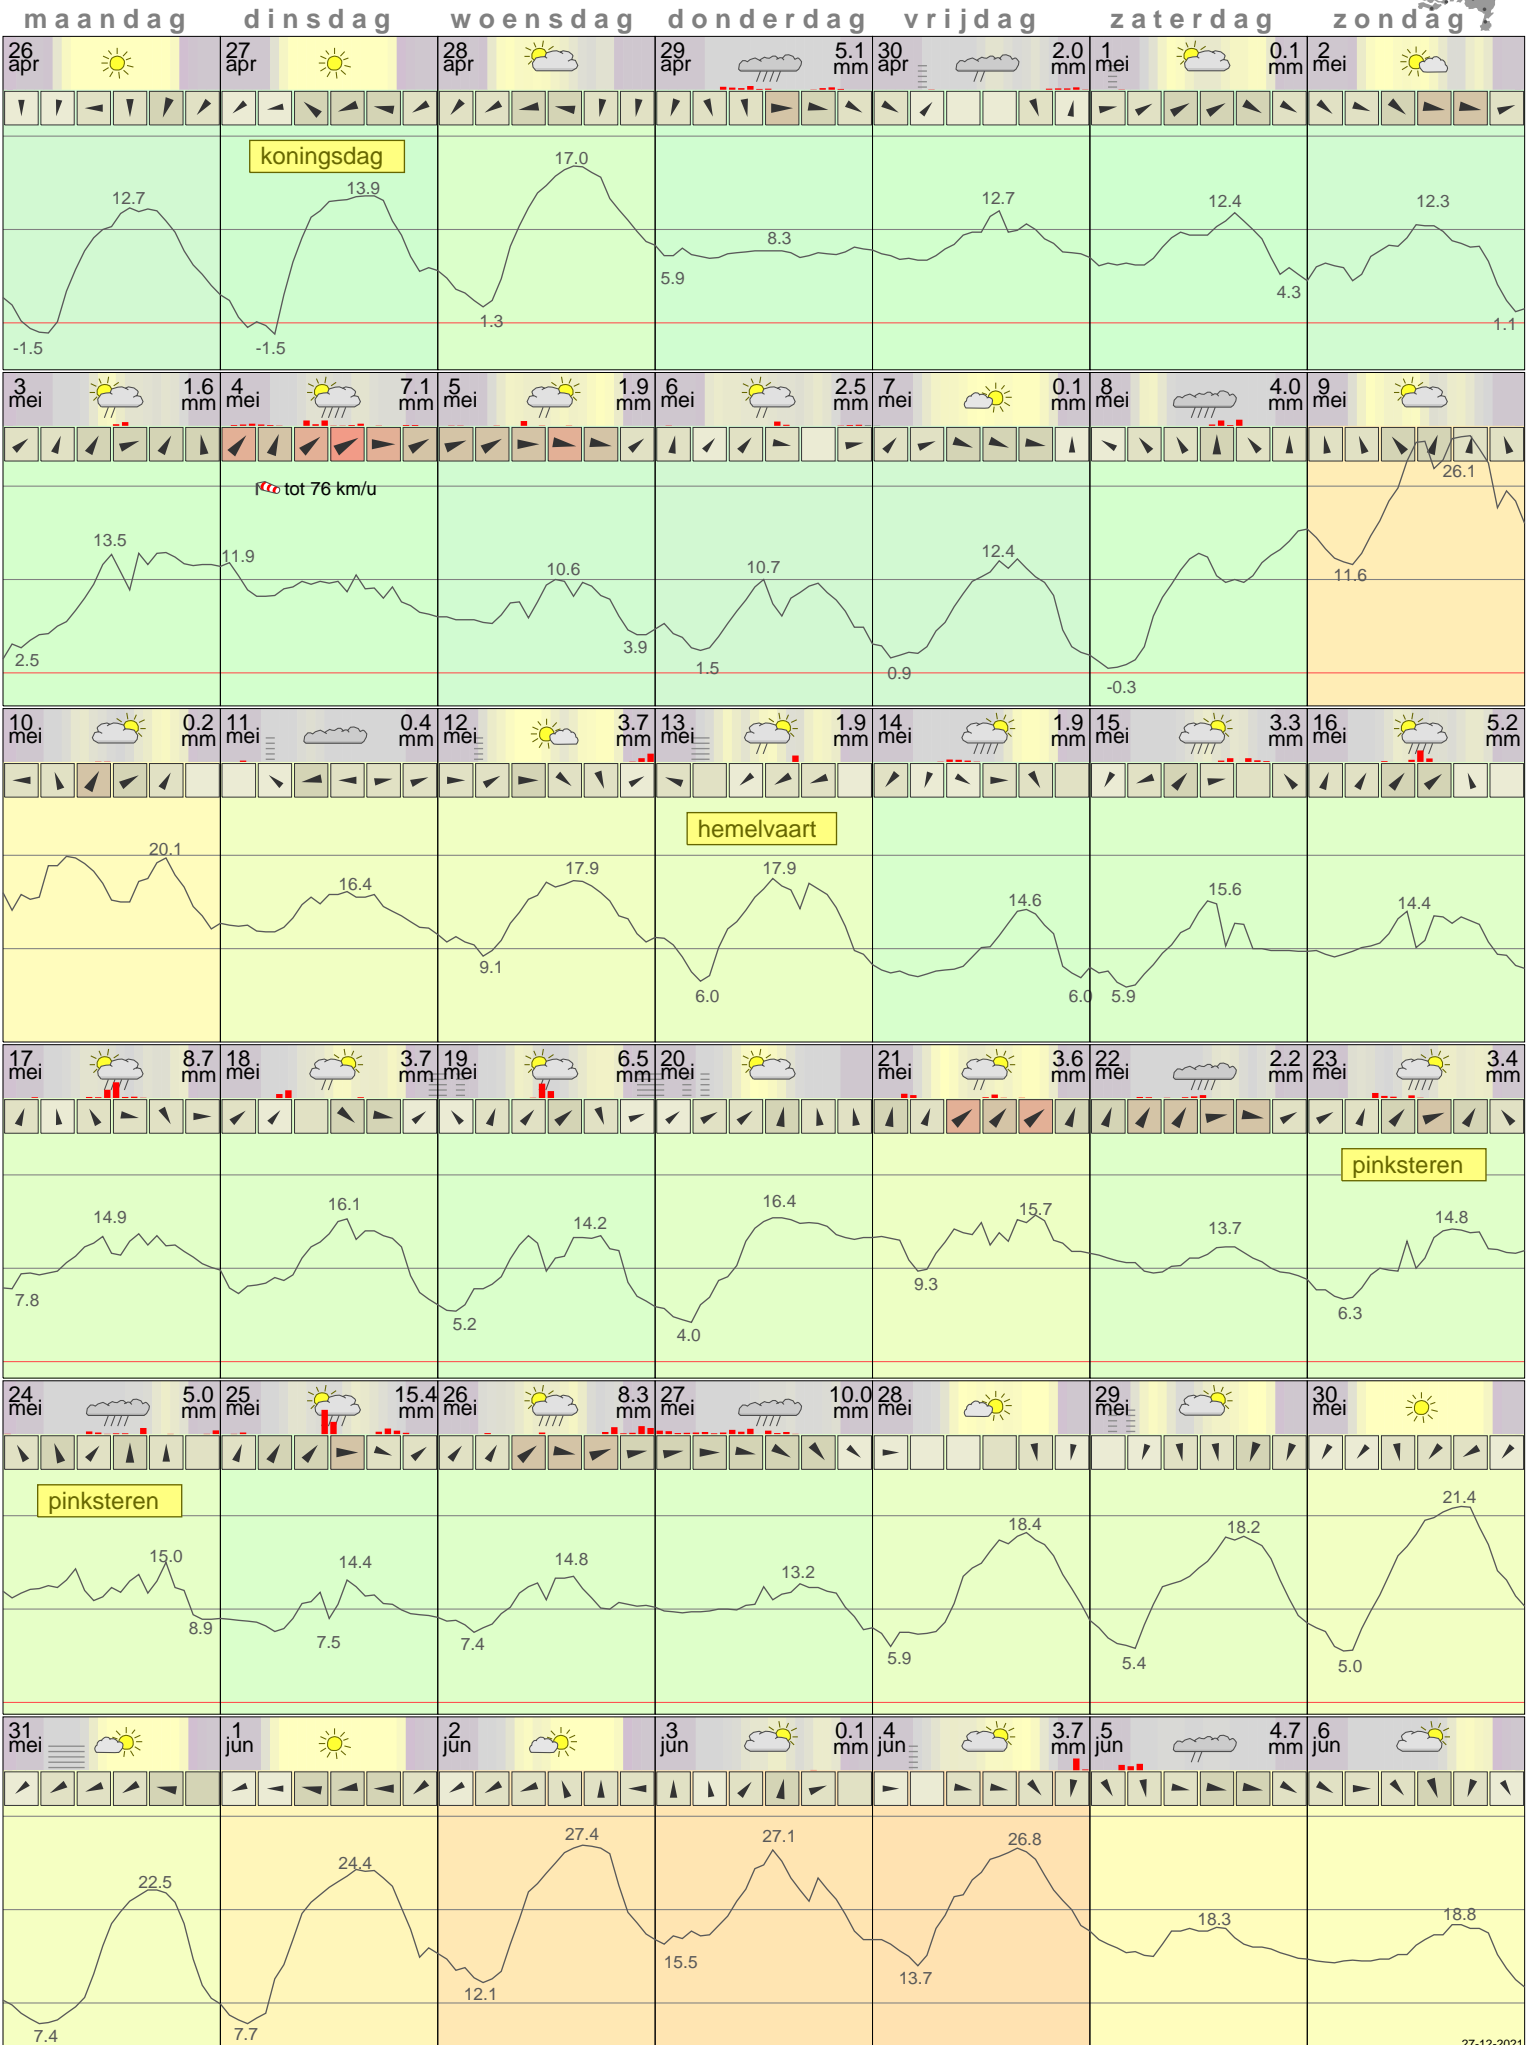 maandag dinsdag woensdag donderdag vrijdag zaterdag zondag
26 apr 27 apr 28 apr 29 apr 5.1 mm 30 apr 2.0 mm 1 mei 0.1 mm 2 mei
koningsdag
12.7 13.9 17.0 8.3 12.7 12.4 12.3
-1.5 -1.5 1.3 5.9 4.3 1.1
3 mei 1.6 mm 4 mei 7.1 mm 5 mei 1.9 mm 6 mei 2.5 mm 7 mei 0.1 mm 8 mei 4.0 mm 9 mei
tot 76 km/u
13.5 11.9 10.6 10.7 12.4 26.1
2.5 3.9 1.5 0.9 -0.3 11.6
10 mei 0.2 mm 11 mei 0.4 mm 12 mei 3.7 mm 13 mei 1.9 mm 14 mei 1.9 mm 15 mei 3.3 mm 16 mei 5.2 mm
hemelvaart
20.1 16.4 17.9 17.9 14.6 15.6 14.4
9.1 6.0 6.0 5.9
17 mei 8.7 mm 18 mei 3.7 mm 19 mei 6.5 mm 20 mei 21 mei 3.6 mm 22 mei 2.2 mm 23 mei 3.4 mm
pinksteren
14.9 16.1 14.2 16.4 15.7 13.7 14.8
7.8 5.2 4.0 9.3 6.3
24 mei 5.0 mm 25 mei 15.4 mm 26 mei 8.3 mm 27 mei 10.0 mm 28 mei 29 mei 30 mei
pinksteren
15.0 14.4 14.8 13.2 18.4 18.2 21.4
8.9 7.5 7.4 5.9 5.4 5.0
31 mei 1 jun 2 jun 3 jun 0.1 mm 4 jun 3.7 mm 5 jun 4.7 mm 6 jun
22.5 24.4 27.4 27.1 26.8 18.3 18.8
7.4 7.7 12.1 15.5 13.7
27-12-2021